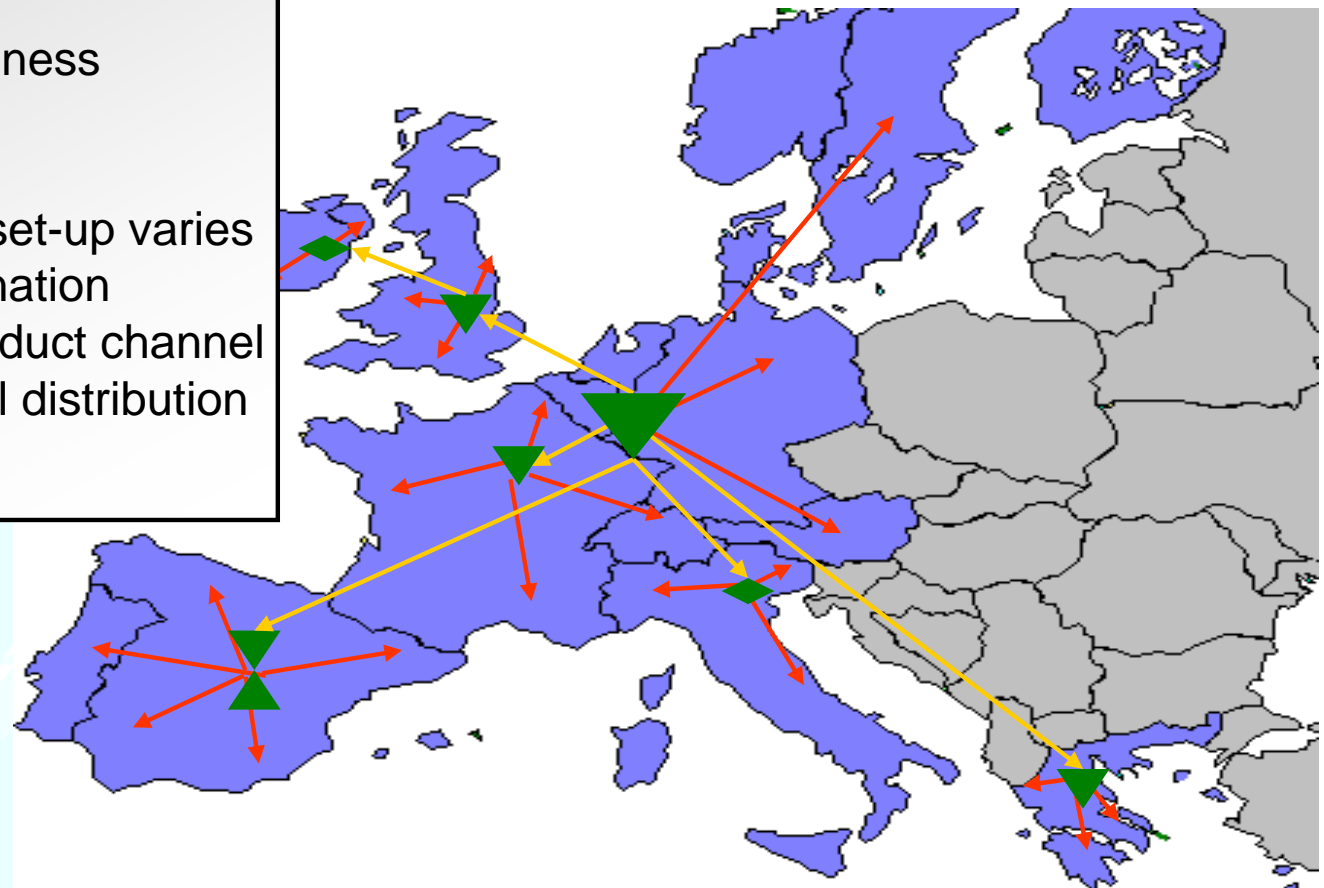 ness
set-up varies
nation
duct channel
l distribution